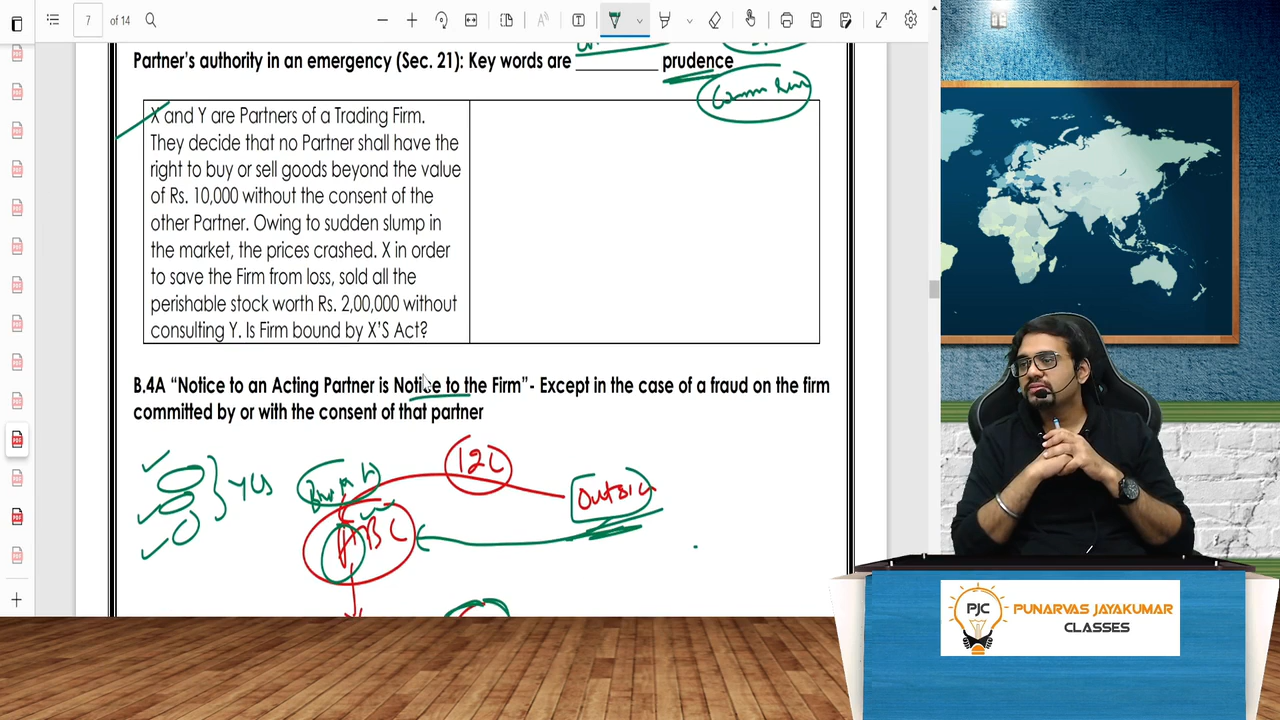 7 of 14
Partner's authority in an emergency (Sec. 21): Key words are __________ prudence
X and Y are Partners of a Trading Firm.
They decide that no Partner shall have the
right to buy or sell goods beyond the value
of Rs. 10,000 without the consent of the
other Partner. Owing to sudden slump in
the market, the prices crashed. X in order
to save the Firm from loss, sold all the
perishable stock worth Rs. 2,00,000 without
consulting Y. Is Firm bound by X'S Act?
B.4A “Notice to an Acting Partner is Notice to the Firm”- Except in the case of a fraud on the firm
committed by or with the consent of that partner
12L
YES
ABC
PJC PUNARVAS JAYAKUMAR
CLASSES